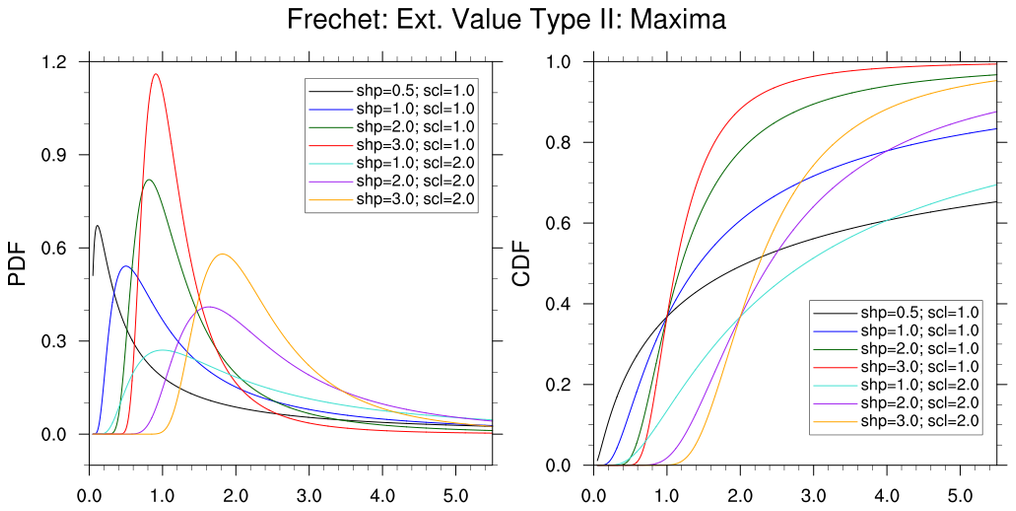 Frechet: Ext. Value Type II: Maxima
PDF
1.2
0.9
0.6
0.3
0.0
0.0 1.0 2.0 3.0 4.0 5.0
shp=0.5; scl=1.0
shp=1.0; scl=1.0
shp=2.0; scl=1.0
shp=3.0; scl=1.0
shp=1.0; scl=2.0
shp=2.0; scl=2.0
shp=3.0; scl=2.0
CDF
1.0
0.8
0.6
0.4
0.2
0.0
0.0 1.0 2.0 3.0 4.0 5.0
shp=0.5; scl=1.0
shp=1.0; scl=1.0
shp=2.0; scl=1.0
shp=3.0; scl=1.0
shp=1.0; scl=2.0
shp=2.0; scl=2.0
shp=3.0; scl=2.0